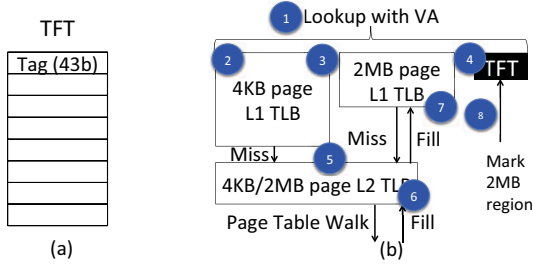 TFT
Tag (43b)
(a)
1 Lookup with VA
2
3
4
TFT
4KB page
L1 TLB
2MB page
L1 TLB
7
8
Miss
Miss
Fill
5
4KB/2MB page L2 TLB
6
Mark
2MB
region
Page Table Walk
Fill
(b)